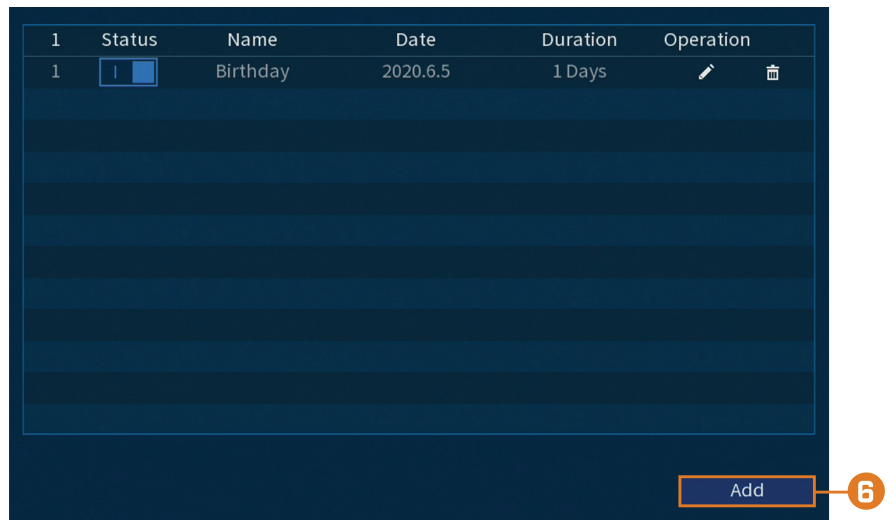 1 Status Name Date Duration Operation
1 Birthday 2020.6.5 1 Days
Add
6